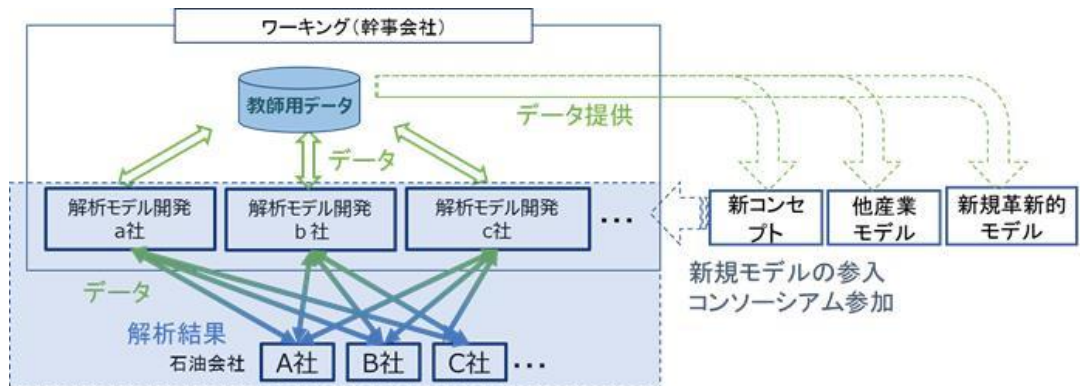 ワーキング(幹事会社)
教師用データ
データ提供
データ
解析モデル開発
a社
解析モデル開発
b社
解析モデル開発
c社
・・・
新コンセ
プト
他産業
モデル
新規革新的
モデル
データ
新規モデルの参入
コンソーシアム参加
解析結果
石油会社
A社
B社
C社
・・・